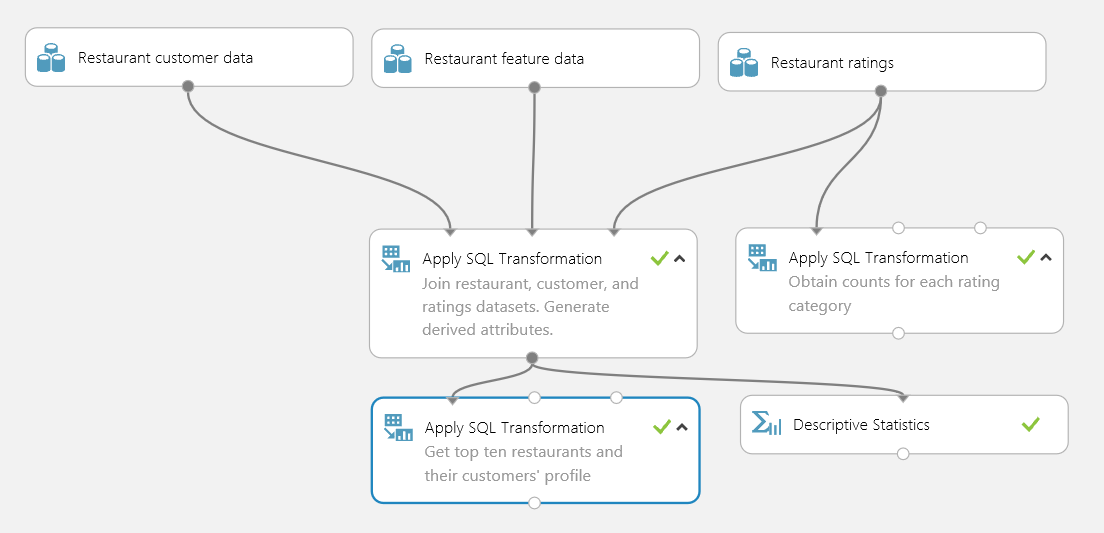 Restaurant customer data
Restaurant feature data
Restaurant ratings
Apply SQL Transformation
Join restaurant, customer, and
ratings datasets. Generate
derived attributes.
Apply SQL Transformation
Obtain counts for each rating
category
Apply SQL Transformation
Get top ten restaurants and
their customers' profile
Descriptive Statistics